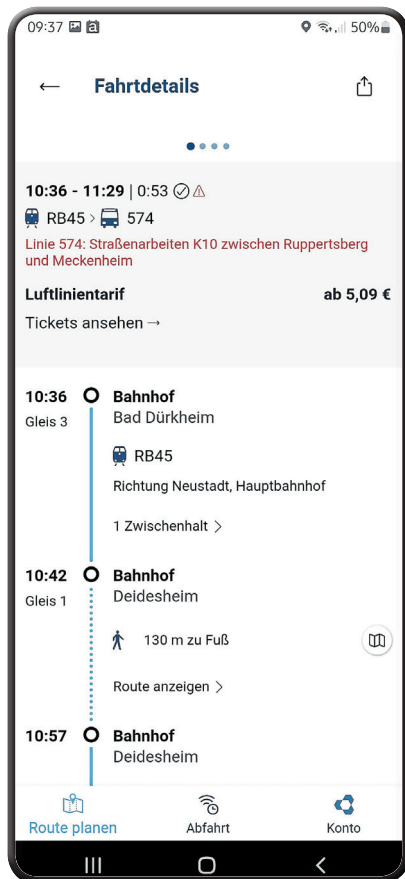 09:37 50%
Fahrtdetails
10:36 - 11:29 | 0:53
RB45 > 574
Linie 574: Straßenarbeiten K10 zwischen Ruppertsberg
und Meckenheim
Luftlinientarif ab 5,09 €
Tickets ansehen →
10:36 Bahnhof
Gleis 3 Bad Dürkheim
RB45
Richtung Neustadt, Hauptbahnhof
1 Zwischenhalt >
10:42 Bahnhof
Gleis 1 Deidesheim
130 m zu Fuß
Route anzeigen >
10:57 Bahnhof
Deidesheim
Route planen Abfahrt Konto